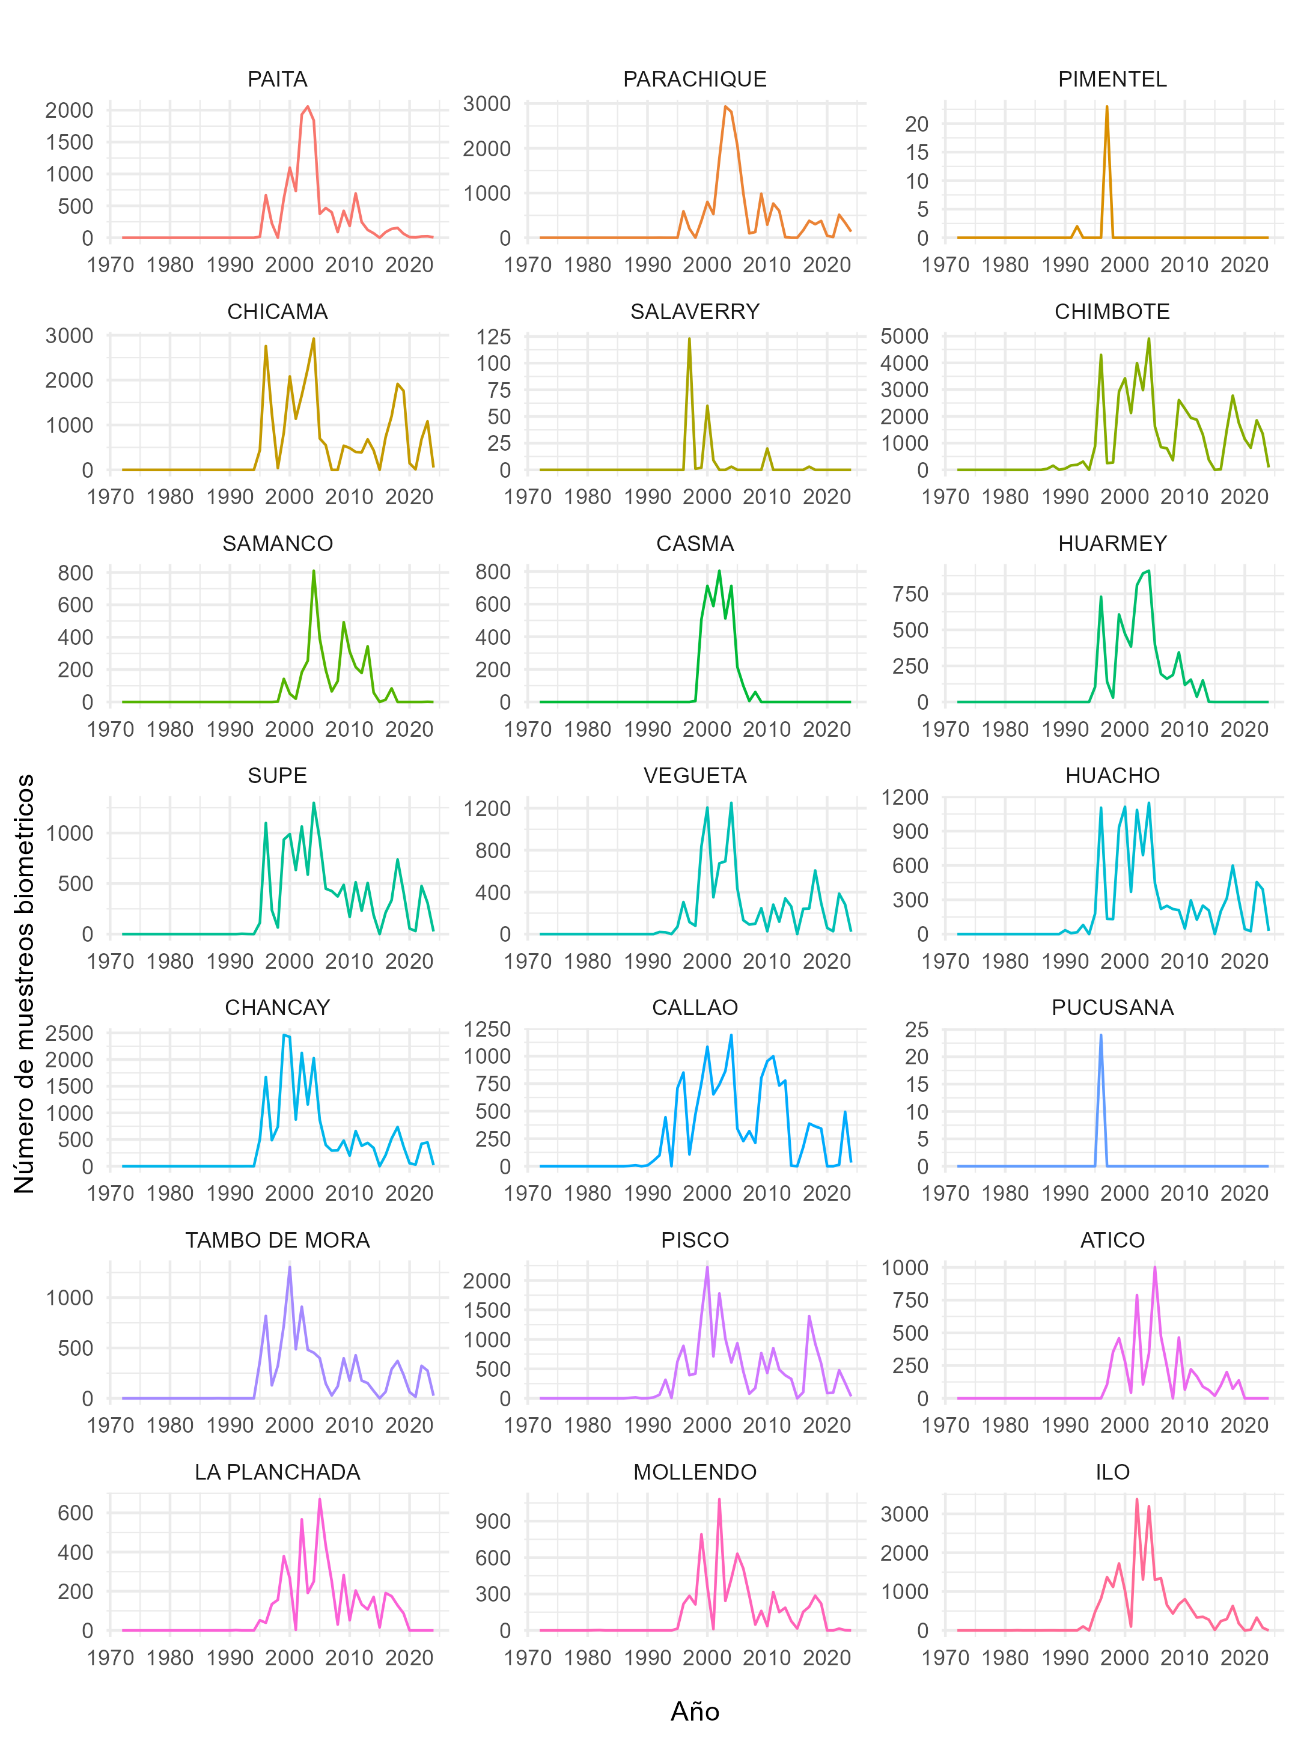 PAITA PARACHIQUE PIMENTEL
2000 1500 1000 500 0
3000 2000 1000 0
20 15 10 5 0
1970 1980 1990 2000 2010 2020 1970 1980 1990 2000 2010 2020 1970 1980 1990 2000 2010 2020
CHICAMA SALAVERRY CHIMBOTE
3000 2000 1000 0
125 100 75 50 25 0
5000 4000 3000 2000 1000 0
1970 1980 1990 2000 2010 2020 1970 1980 1990 2000 2010 2020 1970 1980 1990 2000 2010 2020
SAMANCO CASMA HUARMEY
800 600 400 200 0
800 600 400 200 0
750 500 250 0
1970 1980 1990 2000 2010 2020 1970 1980 1990 2000 2010 2020 1970 1980 1990 2000 2010 2020
SUPE VEGUETA HUACHO
1000 500 0
1200 800 400 0
1200 900 600 300 0
1970 1980 1990 2000 2010 2020 1970 1980 1990 2000 2010 2020 1970 1980 1990 2000 2010 2020
CHANCAY CALLAO PUCUSANA
2500 2000 1500 1000 500 0
1250 1000 750 500 250 0
25 20 15 10 5 0
1970 1980 1990 2000 2010 2020 1970 1980 1990 2000 2010 2020 1970 1980 1990 2000 2010 2020
TAMBO DE MORA PISCO ATICO
1000 500 0
2000 1500 1000 500 0
1000 750 500 250 0
1970 1980 1990 2000 2010 2020 1970 1980 1990 2000 2010 2020 1970 1980 1990 2000 2010 2020
LA PLANCHADA MOLLENDO ILO
600 400 200 0
900 600 300 0
3000 2000 1000 0
1970 1980 1990 2000 2010 2020 1970 1980 1990 2000 2010 2020 1970 1980 1990 2000 2010 2020
Número de muestreos biometricos
Año